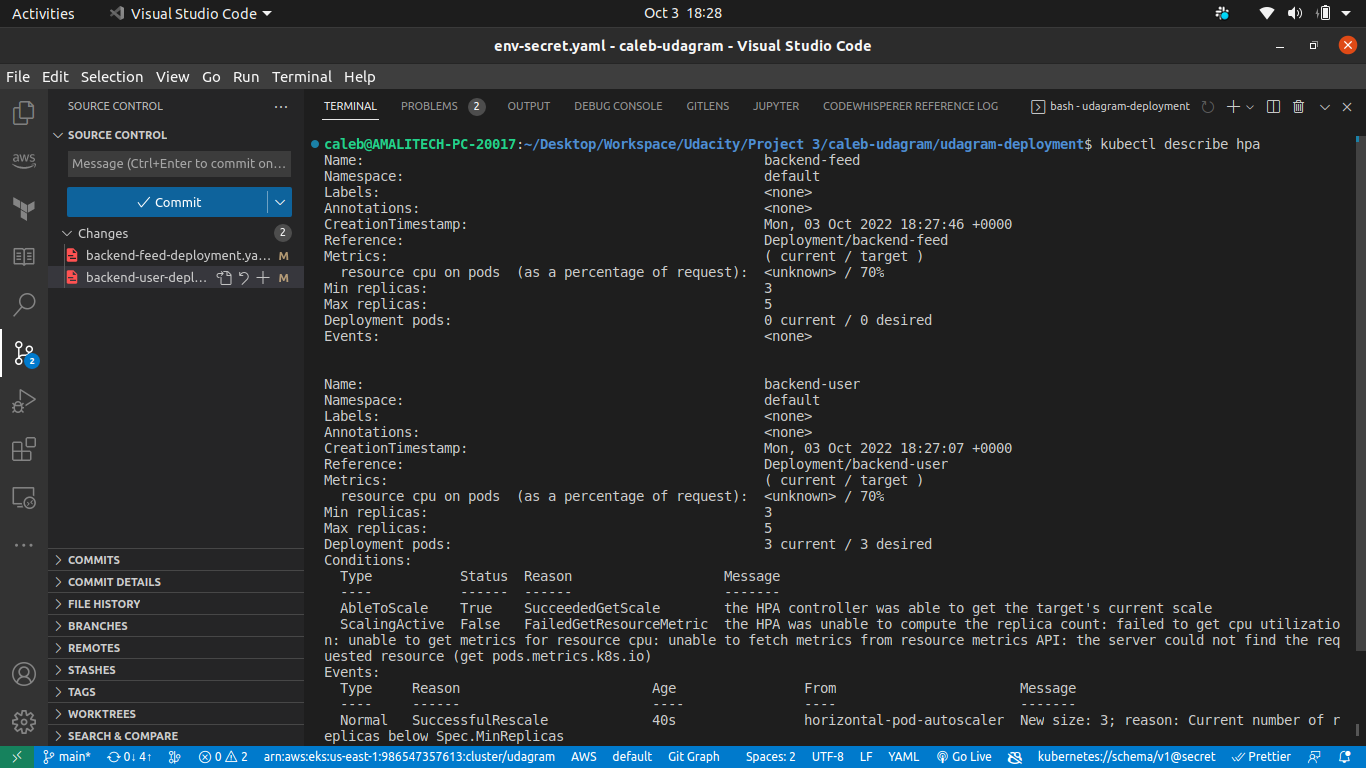 Activities
Visual Studio Code
Oct 3 18:28
env-secret.yaml - caleb-udagram - Visual Studio Code
File Edit Selection View Go Run Terminal Help
SOURCE CONTROL
TERMINAL PROBLEMS 2 OUTPUT DEBUG CONSOLE GITLENS JUPYTER CODEWHISPERER REFERENCE LOG
bash - udagram-deployment
aws
SOURCE CONTROL
Message (Ctrl+Enter to commit on...
Commit
Changes 2
backend-feed-deployment.ya... M
backend-user-depl... M
2
COMMITS
COMMIT DETAILS
FILE HISTORY
BRANCHES
REMOTES
STASHES
TAGS
WORKTREES
SEARCH & COMPARE
caleb@AMALITECH-PC-20017:~/Desktop/Workspace/Udacity/Project 3/caleb-udagram/udagram-deployment$ kubectl describe hpa
Name: backend-feed
Namespace: default
Labels: <none>
Annotations: <none>
CreationTimestamp: Mon, 03 Oct 2022 18:27:46 +0000
Reference: Deployment/backend-feed
Metrics: ( current / target )
resource cpu on pods (as a percentage of request): <unknown> / 70%
Min replicas: 3
Max replicas: 5
Deployment pods: 0 current / 0 desired
Events: <none>
Name: backend-user
Namespace: default
Labels: <none>
Annotations: <none>
CreationTimestamp: Mon, 03 Oct 2022 18:27:07 +0000
Reference: Deployment/backend-user
Metrics: ( current / target )
resource cpu on pods (as a percentage of request): <unknown> / 70%
Min replicas: 3
Max replicas: 5
Deployment pods: 3 current / 3 desired
Conditions:
Type Status Reason Message
---- ------ ------ -------
AbleToScale True SucceededGetScale the HPA controller was able to get the target's current scale
ScalingActive False FailedGetResourceMetric the HPA was unable to compute the replica count: failed to get cpu utilizatio
n: unable to get metrics for resource cpu: unable to fetch metrics from resource metrics API: the server could not find the req
uested resource (get pods.metrics.k8s.io)
Events:
Type Reason Age From Message
---- ------ ---- ---- -------
Normal SuccessfulRescale 40s horizontal-pod-autoscaler New size: 3; reason: Current number of r
eplicas below Spec.MinReplicas
main* 0↓ 4↑ 0 2 arn:aws:eks:us-east-1:986547357613:cluster/udagram AWS default Git Graph Spaces: 2 UTF-8 LF YAML Go Live kubernetes://schema/v1@secret Prettier